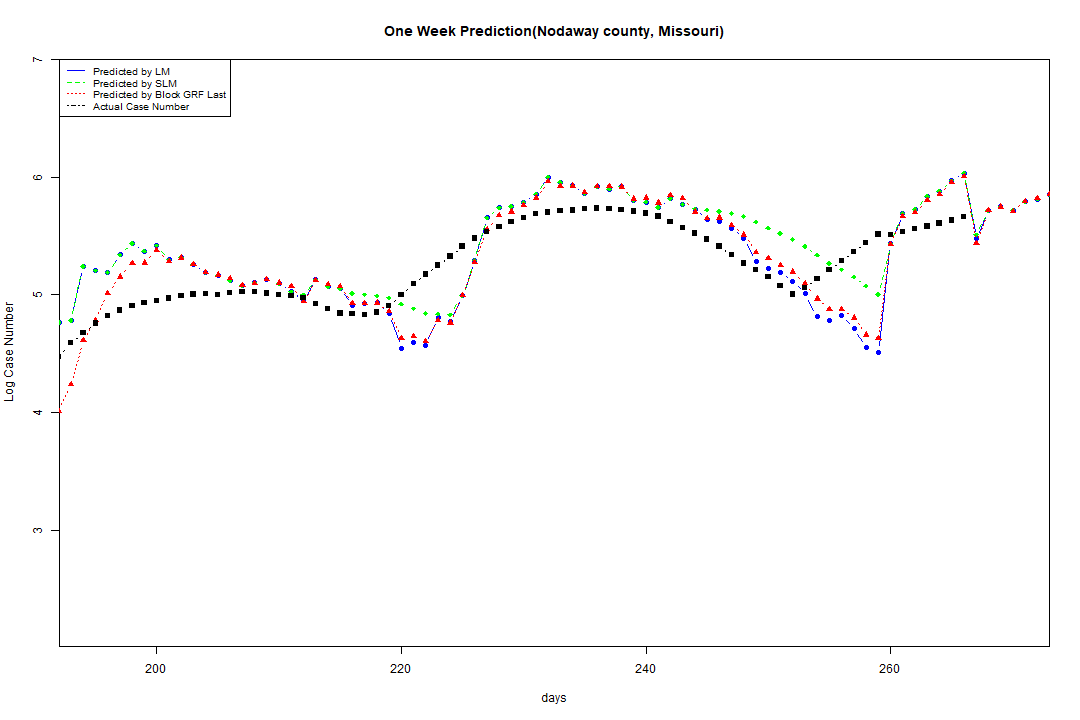 One Week Prediction(Nodaway county, Missouri)
Predicted by LM
Predicted by SLM
Predicted by Block GRF Last
Actual Case Number
7
6
5
4
3
Log Case Number
200 220 240 260
days